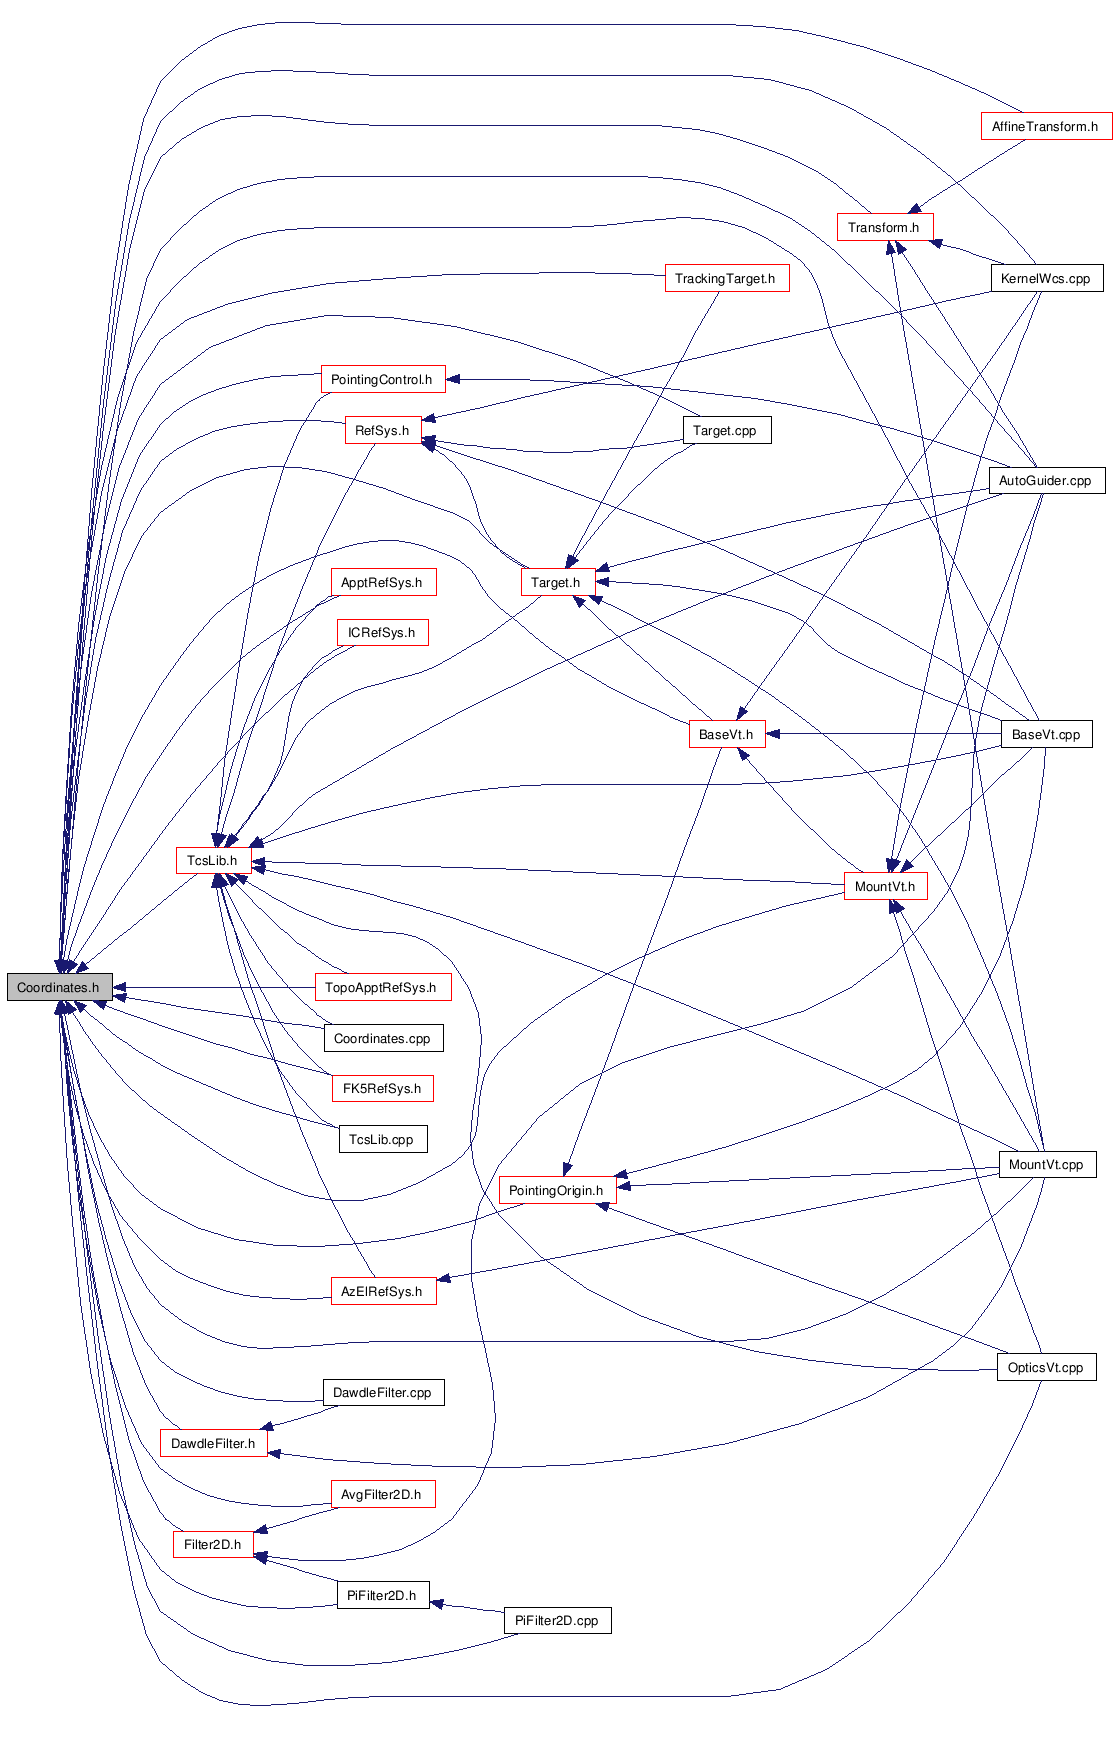 AffineTransform.h
Transform.h
KernelWcs.cpp
TrackingTarget.h
PointingControl.h
RefSys.h
Target.cpp
AutoGuider.cpp
ApptRefSys.h
Target.h
ICRefSys.h
BaseVt.h
BaseVt.cpp
TcsLib.h
MountVt.h
Coordinates.h
TopoApptRefSys.h
Coordinates.cpp
FK5RefSys.h
TcsLib.cpp
MountVt.cpp
PointingOrigin.h
AzElRefSys.h
OpticsVt.cpp
DawdleFilter.cpp
DawdleFilter.h
AvgFilter2D.h
Filter2D.h
PiFilter2D.h
PiFilter2D.cpp